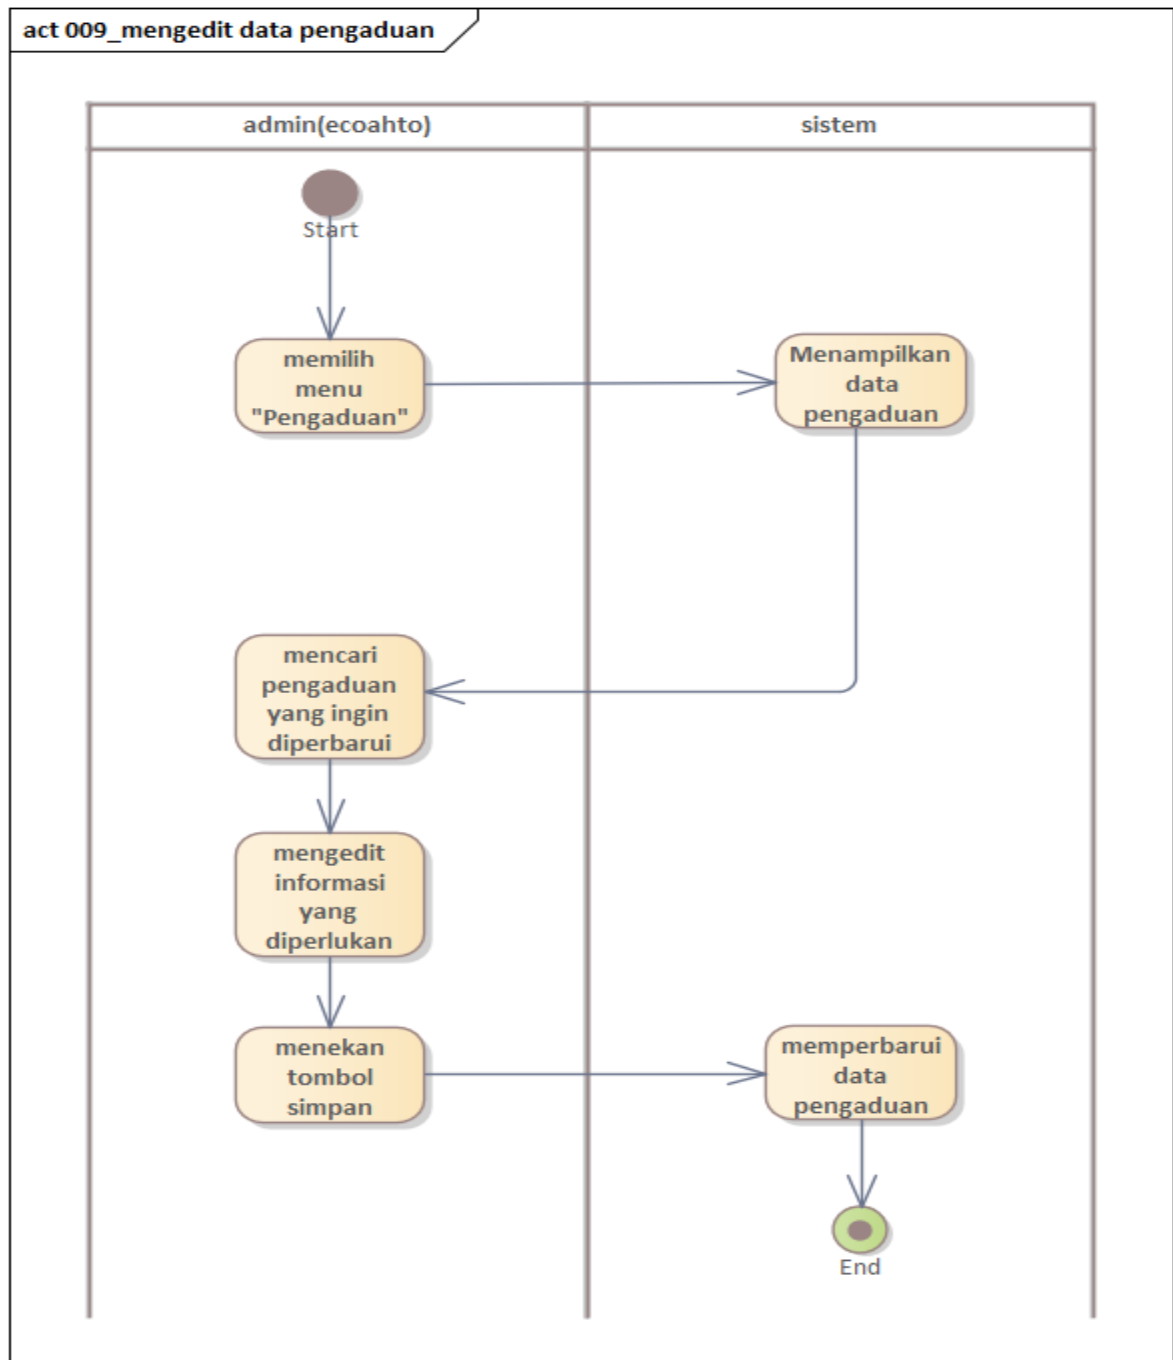 act 009_mengedit data pengaduan
admin(ecoahto)
sistem
Start
memilih
menu
"Pengaduan"
Menampilkan
data
pengaduan
mencari
pengaduan
yang ingin
diperbarui
mengedit
informasi
yang
diperlukan
menekan
tombol
simpan
memperbarui
data
pengaduan
End